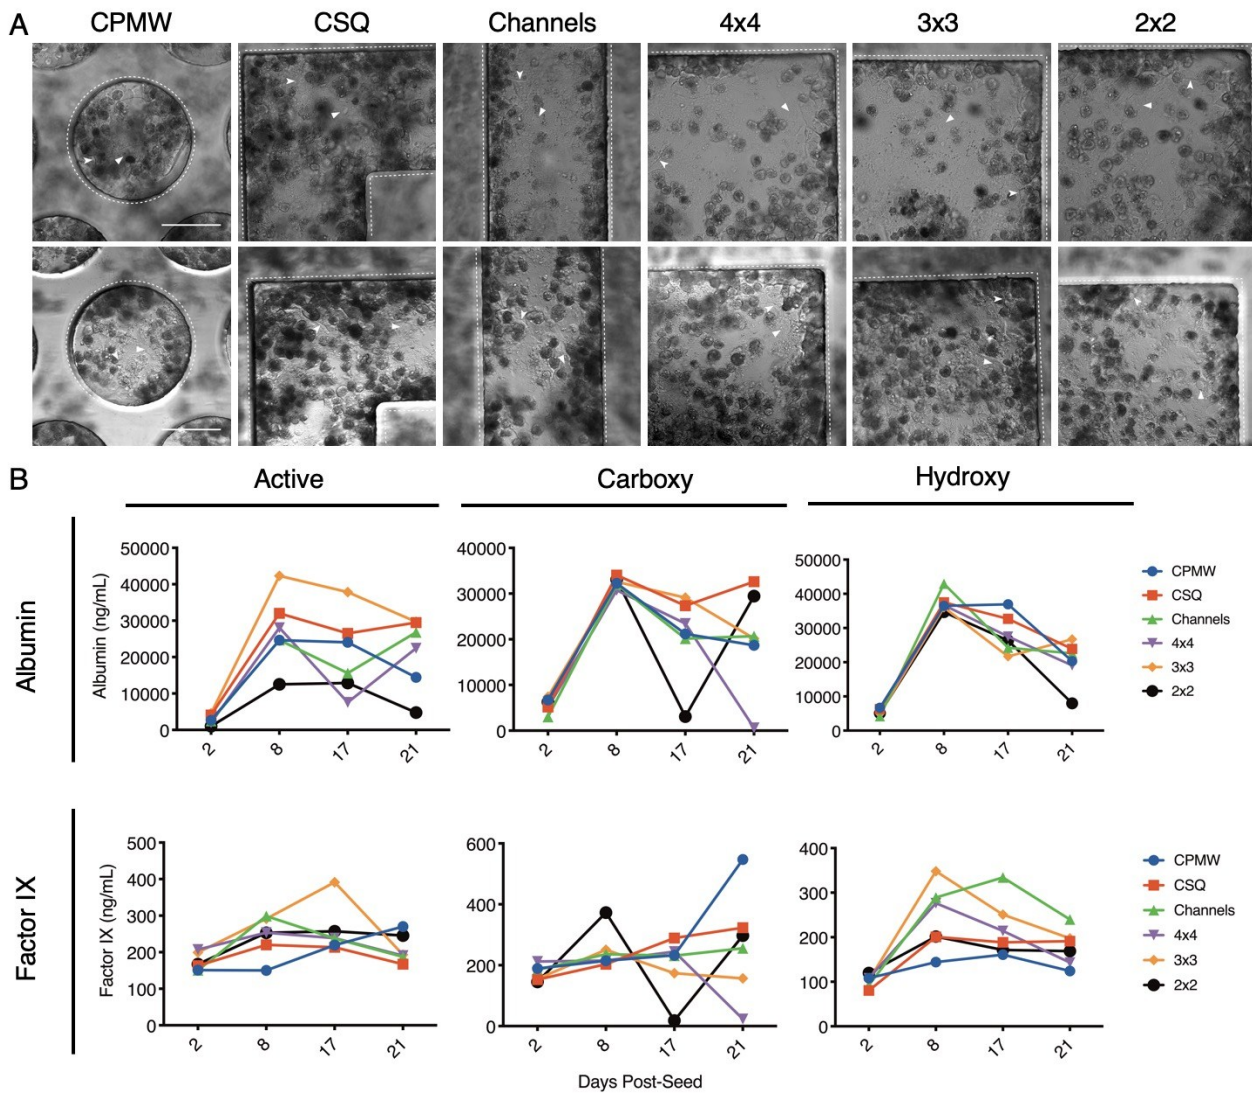 A
CPMW CSQ Channels 4x4 3x3 2x2
B
Active Carboxy Hydroxy
Albumin
Albumin (ng/mL)
50000
40000
30000
20000
10000
0
2 8 17 21
40000
30000
20000
10000
0
2 8 17 21
50000
40000
30000
20000
10000
0
2 8 17 21
CPMW
CSQ
Channels
4x4
3x3
2x2
Factor IX
Factor IX (ng/mL)
500
400
300
200
100
0
2 8 17 21
600
400
200
0
2 8 17 21
400
300
200
100
0
2 8 17 21
CPMW
CSQ
Channels
4x4
3x3
2x2
Days Post-Seed